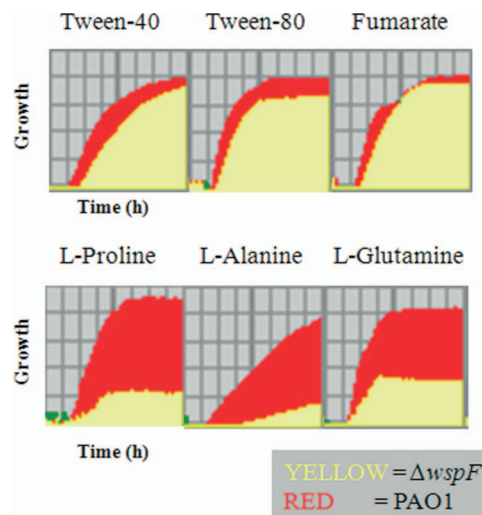 Tween-40 Tween-80 Fumarate
Growth
Time (h)
L-Proline L-Alanine L-Glutamine
Growth
Time (h)
YELLOW = ΔwspF
RED = PAO1